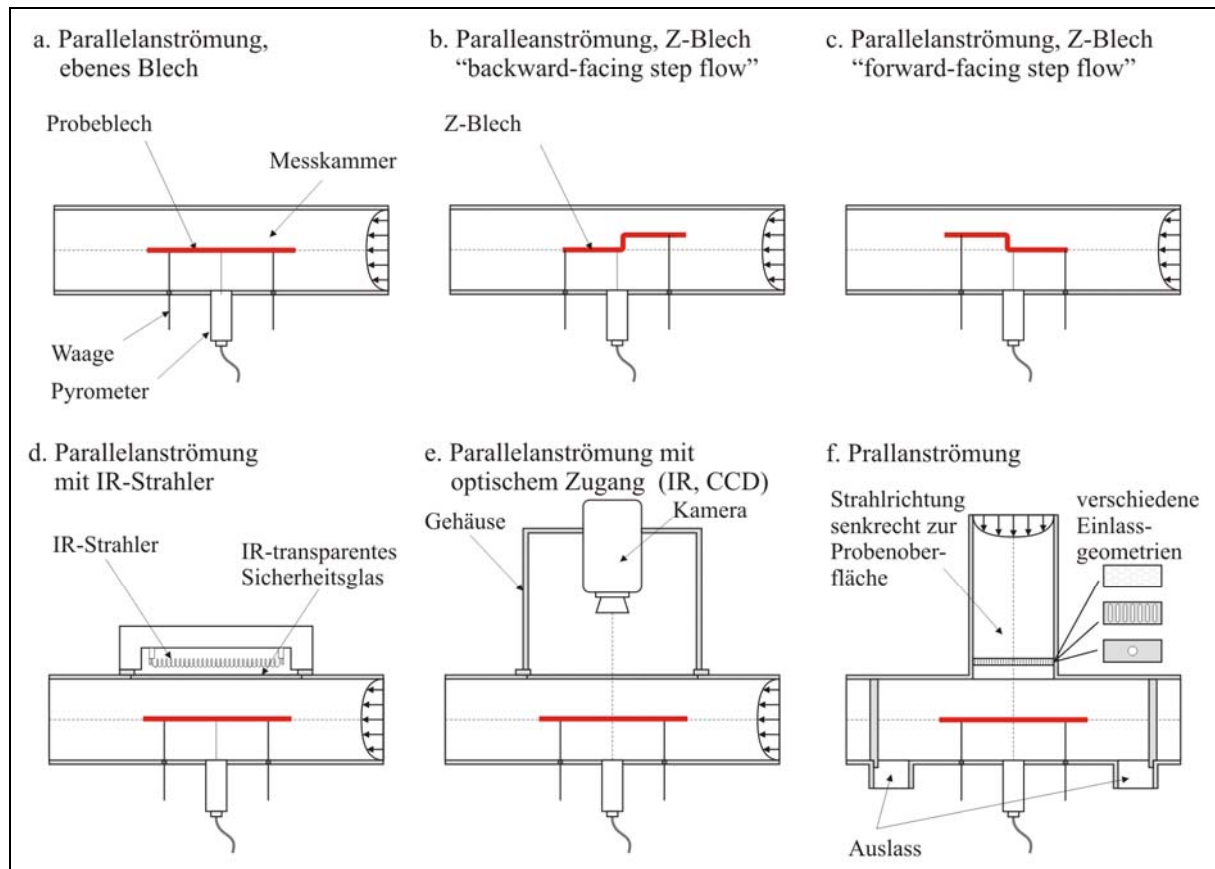 a. Parallelanströmung,
ebenes Blech
Probeblech
Messkammer
Waage
Pyrometer
b. Paralleanströmung, Z-Blech
“backward-facing step flow”
Z-Blech
c. Parallelanströmung, Z-Blech
“forward-facing step flow”
d. Parallelanströmung
mit IR-Strahler
IR-Strahler
IR-transparentes
Sicherheitsglas
e. Parallelanströmung mit
optischem Zugang (IR, CCD)
Gehäuse
Kamera
f. Prallanströmung
Strahlrichtung
senkrecht zur
Probenober-
fläche
verschiedene
Einlass-
geometrien
Auslass